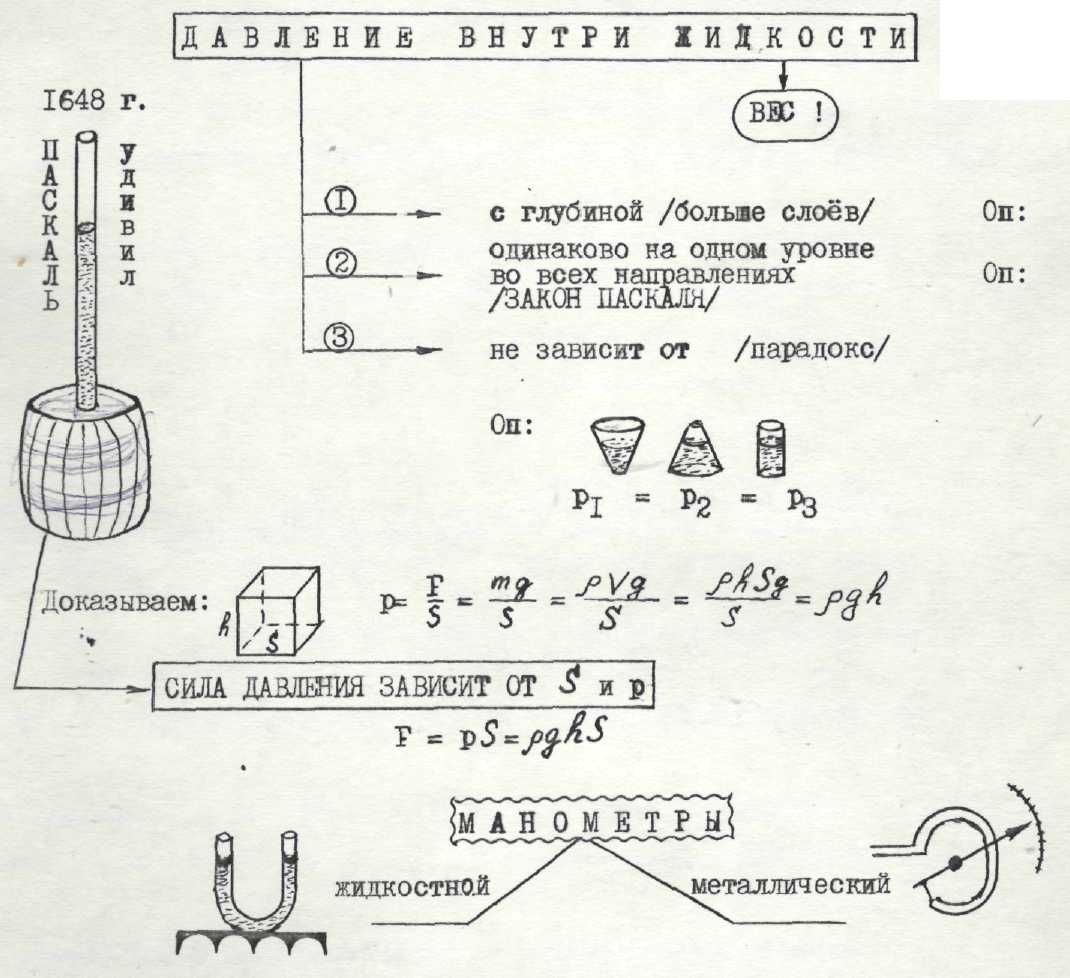 ДАВЛЕНИЕ ВНУТРИ ЖИДКОСТИ
ВЕС !
1648 г.
ПАСКАЛЬ
УДИВИЛ
① с глубиной /больше слоёв/ Оп:
одинаково на одном уровне
② во всех направлениях Оп:
/ЗАКОН ПАСКАЛЯ/
③ не зависит от /парадокс/
Оп:
p₁ = p₂ = p₃
Доказываем: h S p = F/S = mg/S = ρVg/S = ρhSg/S = ρgh
СИЛА ДАВЛЕНИЯ ЗАВИСИТ ОТ S и p
F = pS = ρghS
МАНОМЕТРЫ
жидкостной металлический